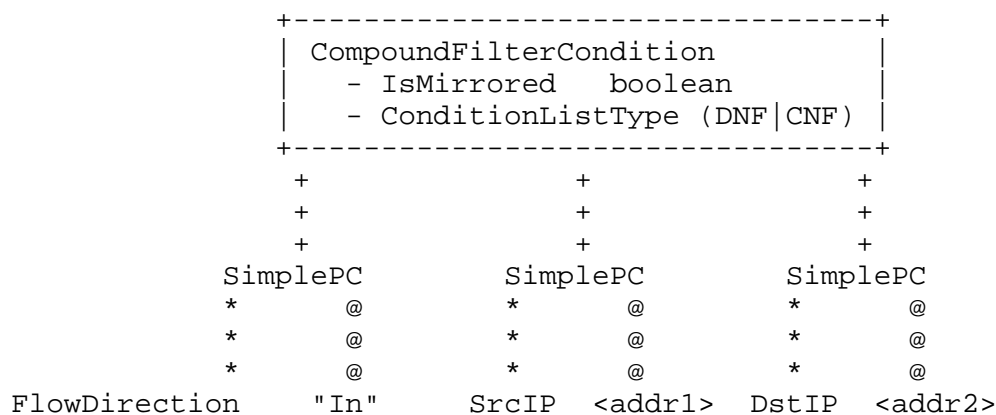 +---------------------------------+
| CompoundFilterCondition |
| - IsMirrored boolean |
| - ConditionListType (DNF|CNF) |
+---------------------------------+
+ + +
+ + +
+ + +
SimplePC SimplePC SimplePC
* @ * @ * @
* @ * @ * @
* @ * @ * @
FlowDirection "In" SrcIP <addr1> DstIP <addr2>